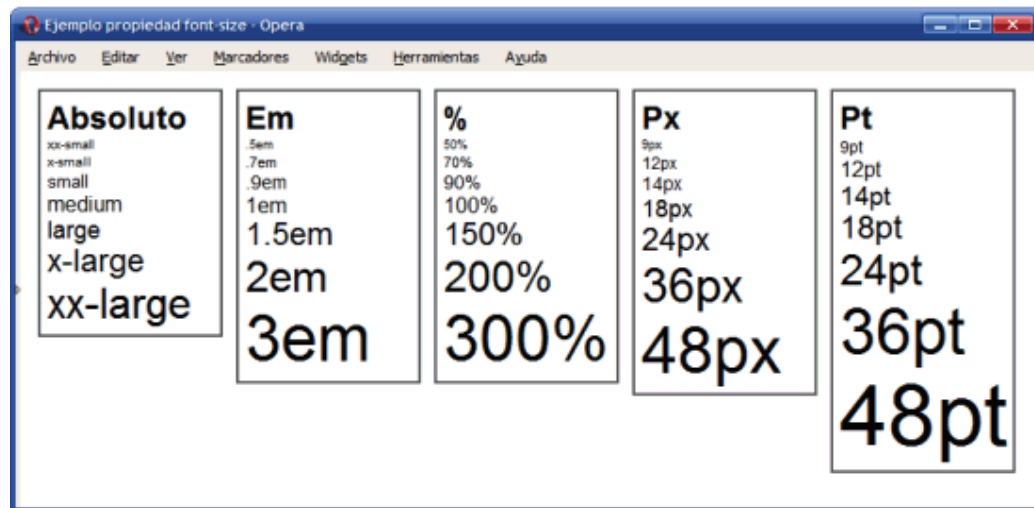 Ejemplo propiedad font-size - Opera
Archivo Editar Ver Marcadores Widgets Herramientas Ayuda
Absoluto
xx-small
x-small
small
medium
large
x-large
xx-large
Em
.5em
.7em
.9em
1em
1.5em
2em
3em
%
50%
70%
90%
100%
150%
200%
300%
Px
9px
12px
14px
18px
24px
36px
48px
Pt
9pt
12pt
14pt
18pt
24pt
36pt
48pt